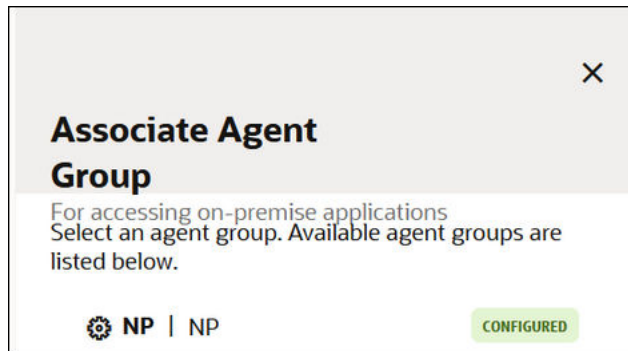 Associate Agent
Group
For accessing on-premise applications
Select an agent group. Available agent groups are
listed below.
NP | NP
CONFIGURED